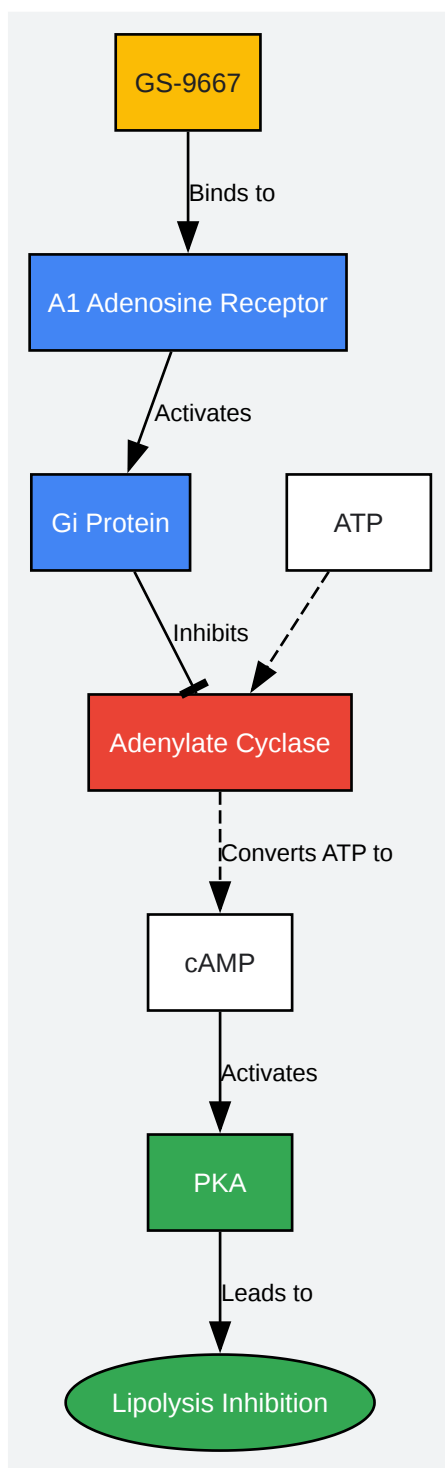 GS-9667
Binds to
A1 Adenosine Receptor
Activates
Gi Protein
ATP
Inhibits
Adenylate Cyclase
Converts ATP to
cAMP
Activates
PKA
Leads to
Lipolysis Inhibition